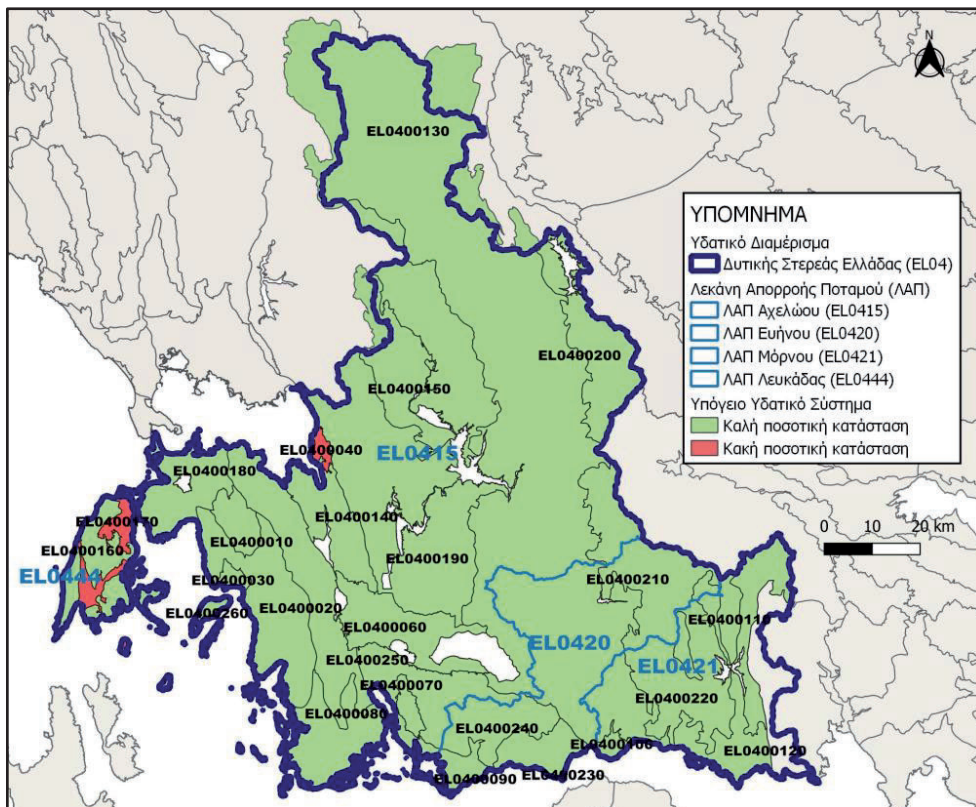 N
EL0400130
ΥΠΟΜΝΗΜΑ
Υδατικό Διαμέρισμα
Δυτικής Στερεάς Ελλάδας (EL04)
Λεκάνη Απορροής Ποταμού (ΛΑΠ)
ΛΑΠ Αχελώου (EL0415)
ΛΑΠ Ευήνου (EL0420)
ΛΑΠ Μόρνου (EL0421)
ΛΑΠ Λευκάδας (EL0444)
Υπόγειο Υδατικό Σύστημα
Καλή ποσοτική κατάσταση
Κακή ποσοτική κατάσταση
EL0400200
EL0400150
EL0400040
EL0415
EL0400180
EL0400140
EL0400170
0 10 20 km
EL0400010
EL0400160
EL0400190
EL0444
EL0400030
EL0400210
EL0400260
EL0400020
EL0400110
EL0400060
EL0420
EL0400250
EL0421
EL0400070
EL0400220
EL0400080
EL0400240
EL0400100
EL0400120
EL0400090
EL0400230